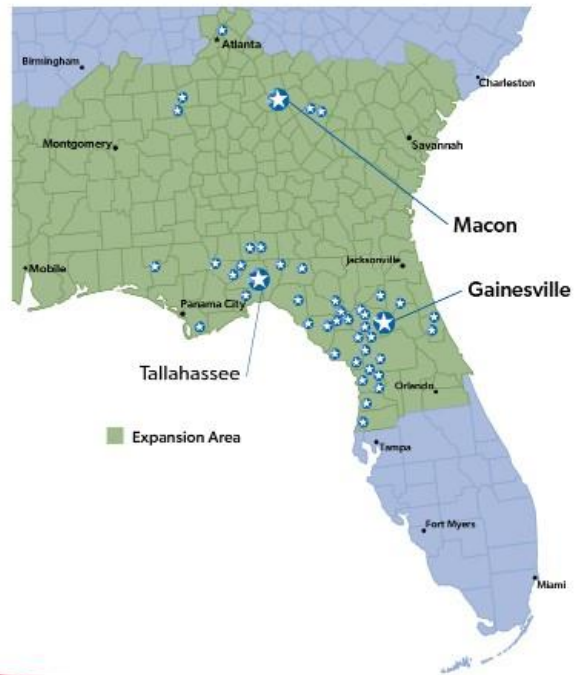 Atlanta
Birmingham
Charleston
Montgomery
Savannah
Macon
Mobile
Jacksonville
Panama City
Gainesville
Tallahassee
Orlando
Expansion Area
Tampa
Fort Myers
Miami